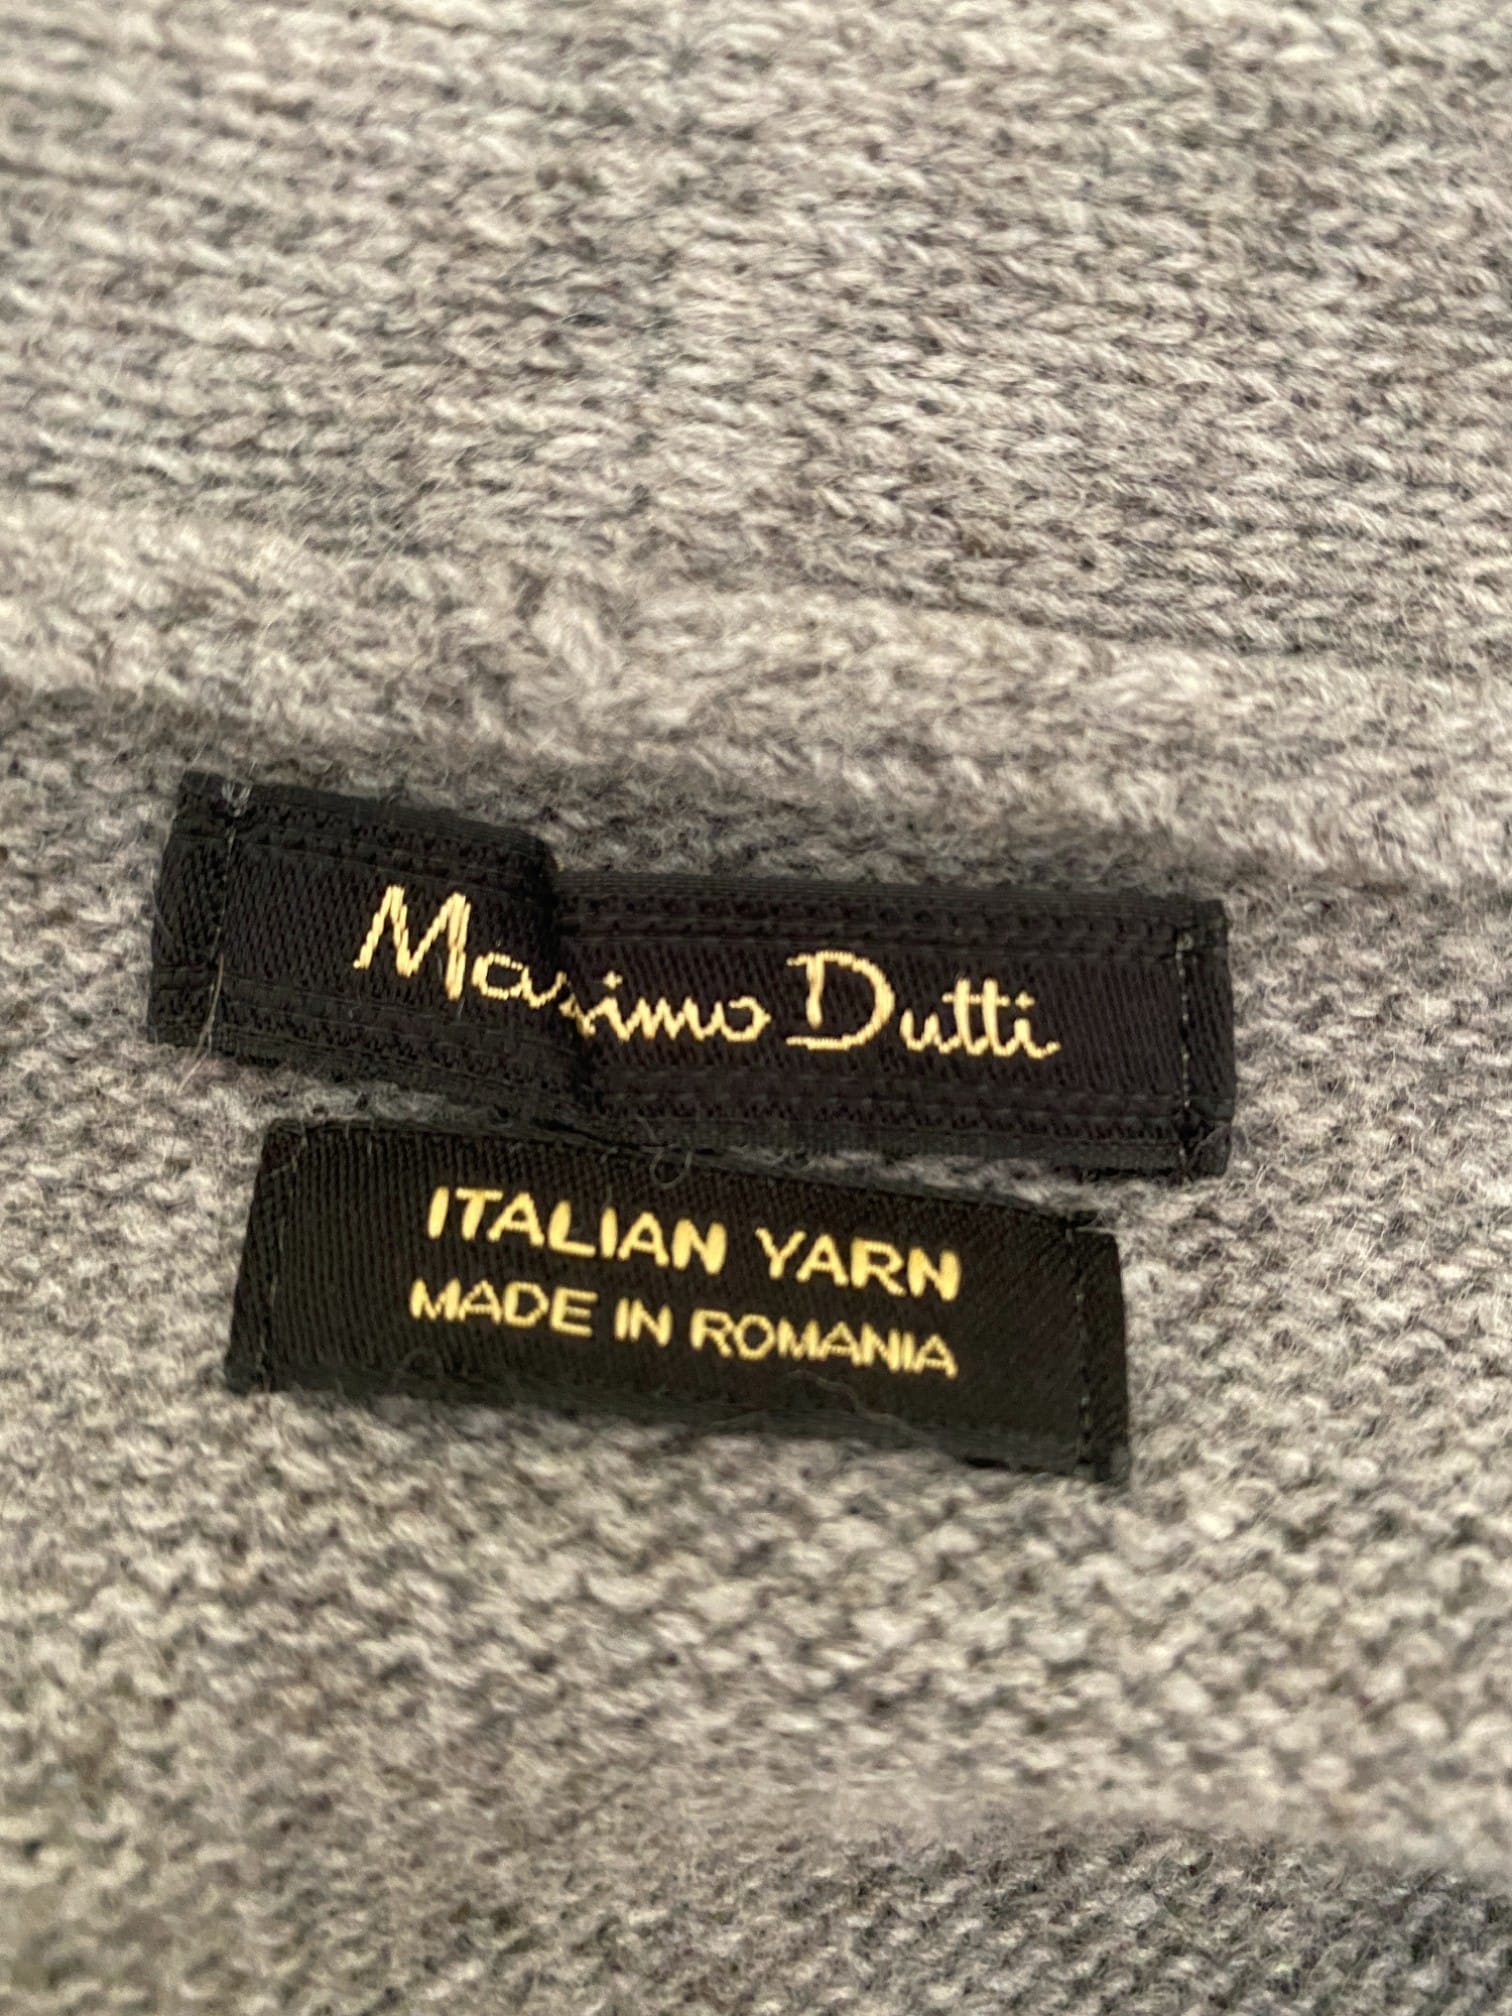 Massimo Dutti
ITALIAN YARN
MADE IN ROMANIA